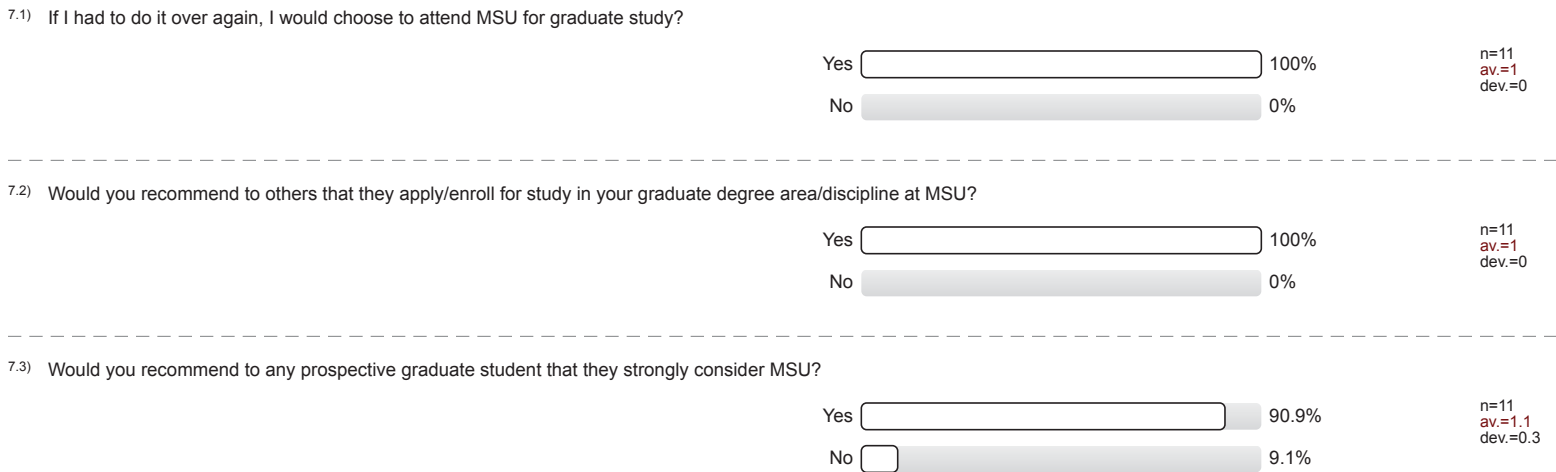 7.1) If I had to do it over again, I would choose to attend MSU for graduate study?
Yes 100%
No 0%
n=11
av.=1
dev.=0
7.2) Would you recommend to others that they apply/enroll for study in your graduate degree area/discipline at MSU?
Yes 100%
No 0%
n=11
av.=1
dev.=0
7.3) Would you recommend to any prospective graduate student that they strongly consider MSU?
Yes 90.9%
No 9.1%
n=11
av.=1.1
dev.=0.3